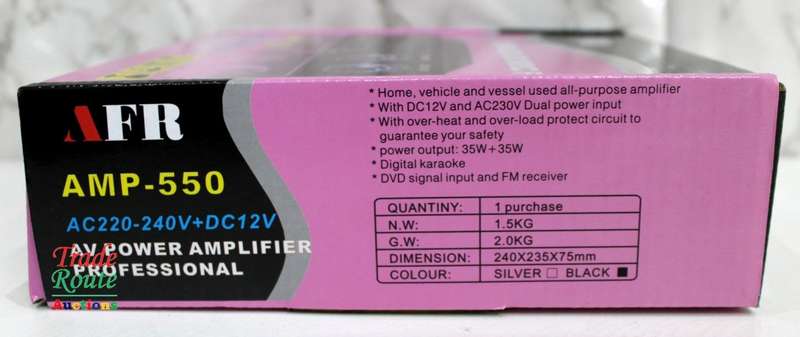 AFR
AMP-550
AC220-240V+DC12V
AV POWER AMPLIFIER
PROFESSIONAL
Trade
Route
Auctions
* Home, vehicle and vessel used all-purpose amplifier
* With DC12V and AC230V Dual power input
* With over-heat and over-load protect circuit to
guarantee your safety
* power output: 35W+35W
* Digital karaoke
* DVD signal input and FM receiver
QUANTINY: 1 purchase
N.W: 1.5KG
G.W: 2.0KG
DIMENSION: 240X235X75mm
COLOUR: SILVER □ BLACK ■